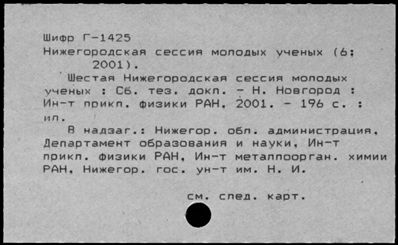 Шифр Г-1425
Нижегородская сессия молодых ученых (6;
2001).
Шестая Нижегородская сессия молодых
ученых : Сб. тез. докл. - Н. Новгород :
Ин-т прикл. физики РАН, 2001. - 196 с. :
ил.
В надзаг.: Нижегор. обл. администрация,
Департамент образования и науки, Ин-т
прикл. физики РАН, Ин-т металлоорган. химии
РАН, Нижегор. гос. ун-т им. Н. И.
см. след. карт.